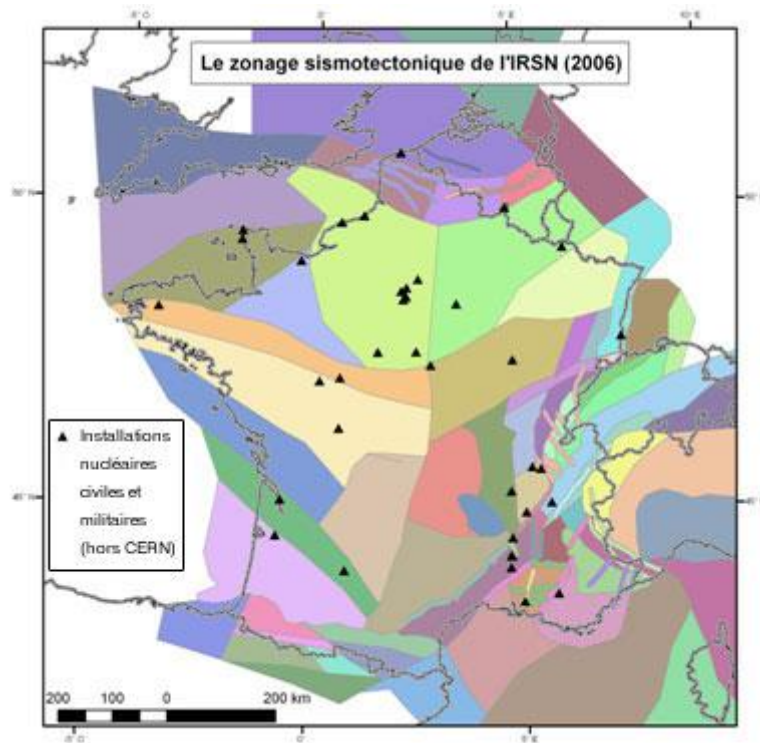 Le zonage sismotectonique de l'IRSN (2006)
Installations
nucléaires
civiles et
militaires
(hors CERN)
200 100 0 200 km